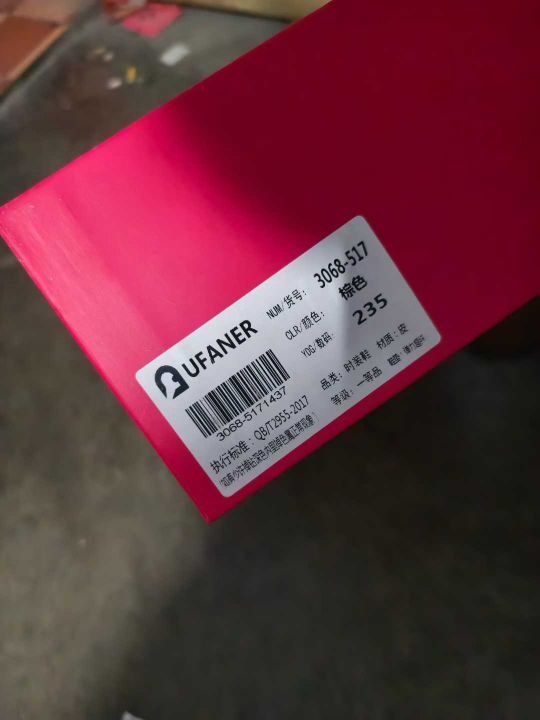 UFANER
NUM/货号: 3068-517
CLR/颜色: 棕色
YDG/数码: 235
3068-5171437
品类: 时装鞋 材质: 皮
执行标准: QB/T2955-2017 等级: 一等品